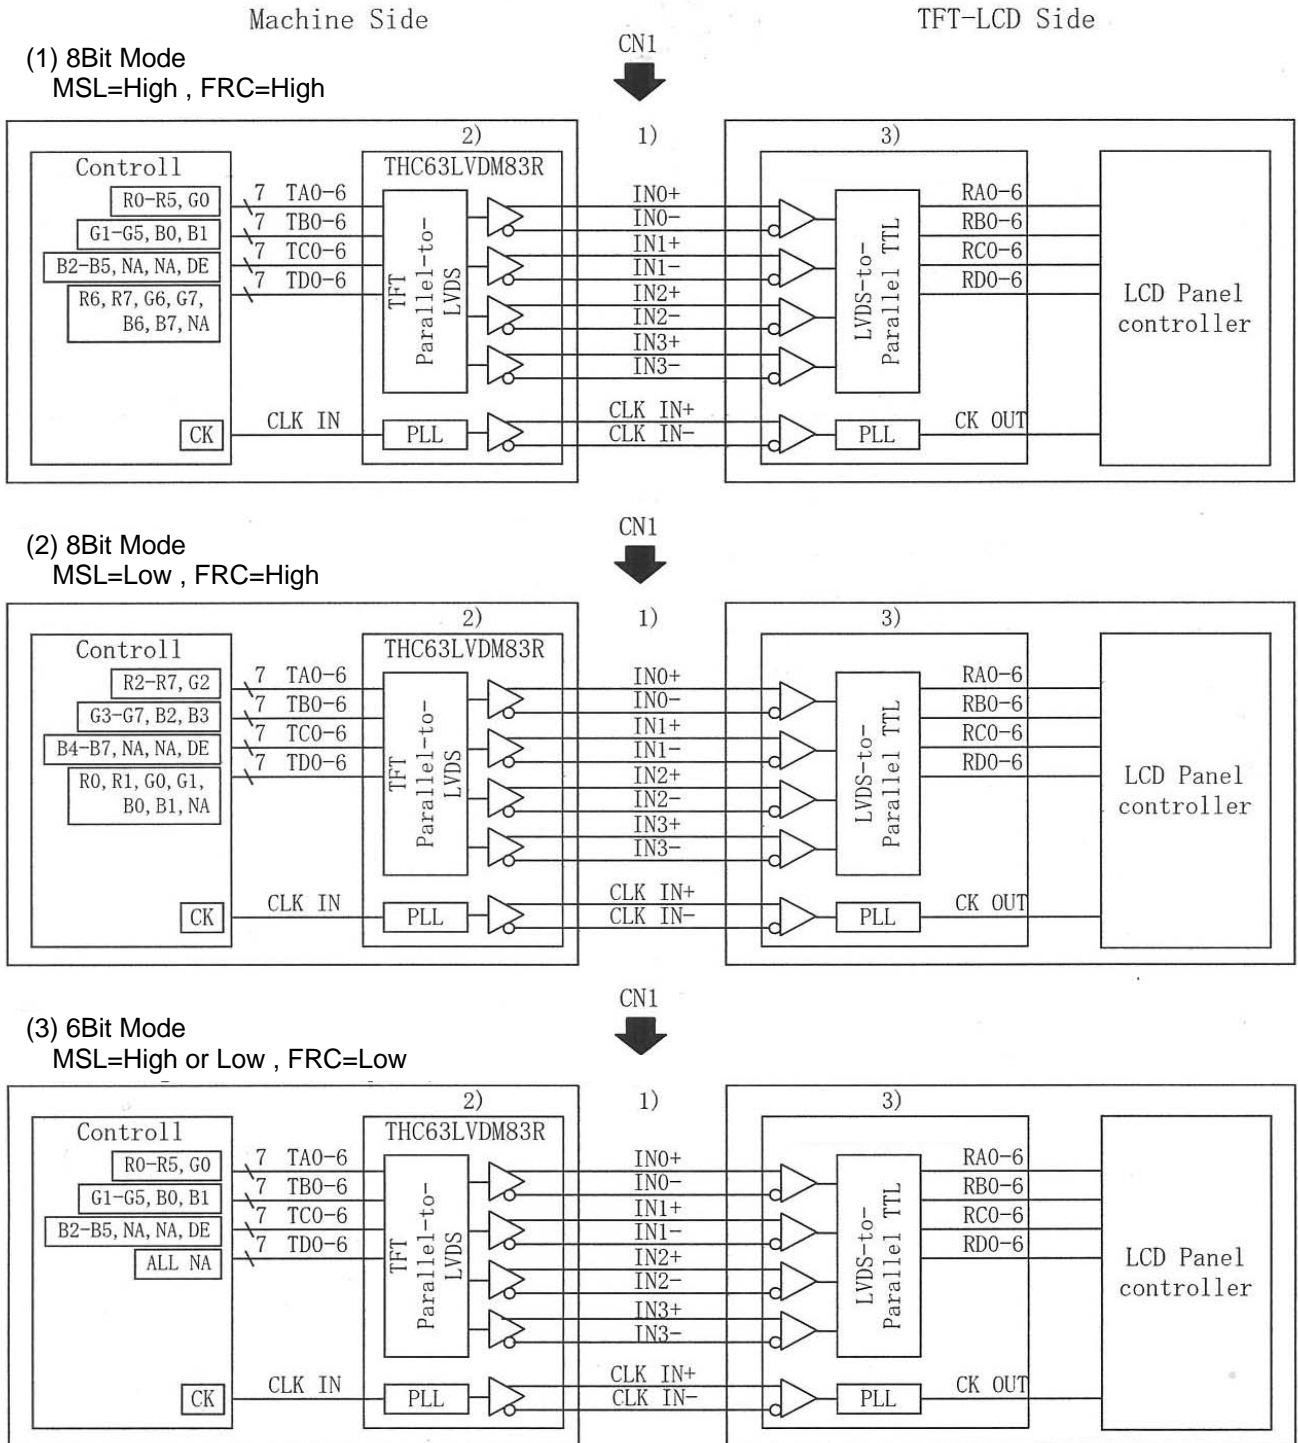 Machine Side
TFT-LCD Side
CN1
(1) 8Bit Mode
MSL=High , FRC=High
2)
1)
3)
Controll
THC63LVDM83R
R0-R5, G0
7 TA0-6
IN0+
RA0-6
G1-G5, B0, B1
7 TB0-6
IN0-
RB0-6
B2-B5, NA, NA, DE
7 TC0-6
IN1+
RC0-6
R6, R7, G6, G7,
B6, B7, NA
7 TD0-6
IN1-
RD0-6
TFT
Parallel-to-
LVDS
IN2+
IN2-
IN3+
IN3-
LVDS-to-
Parallel TTL
LCD Panel
controller
CK
CLK IN
PLL
CLK IN+
CLK IN-
PLL
CK OUT
CN1
(2) 8Bit Mode
MSL=Low , FRC=High
2)
1)
3)
Controll
THC63LVDM83R
R2-R7, G2
7 TA0-6
IN0+
RA0-6
G3-G7, B2, B3
7 TB0-6
IN0-
RB0-6
B4-B7, NA, NA, DE
7 TC0-6
IN1+
RC0-6
R0, R1, G0, G1,
B0, B1, NA
7 TD0-6
IN1-
RD0-6
TFT
Parallel-to-
LVDS
IN2+
IN2-
IN3+
IN3-
LVDS-to-
Parallel TTL
LCD Panel
controller
CK
CLK IN
PLL
CLK IN+
CLK IN-
PLL
CK OUT
CN1
(3) 6Bit Mode
MSL=High or Low , FRC=Low
2)
1)
3)
Controll
THC63LVDM83R
R0-R5, G0
7 TA0-6
IN0+
RA0-6
G1-G5, B0, B1
7 TB0-6
IN0-
RB0-6
B2-B5, NA, NA, DE
7 TC0-6
IN1+
RC0-6
ALL NA
7 TD0-6
IN1-
RD0-6
TFT
Parallel-to-
LVDS
IN2+
IN2-
IN3+
IN3-
LVDS-to-
Parallel TTL
LCD Panel
controller
CK
CLK IN
PLL
CLK IN+
CLK IN-
PLL
CK OUT